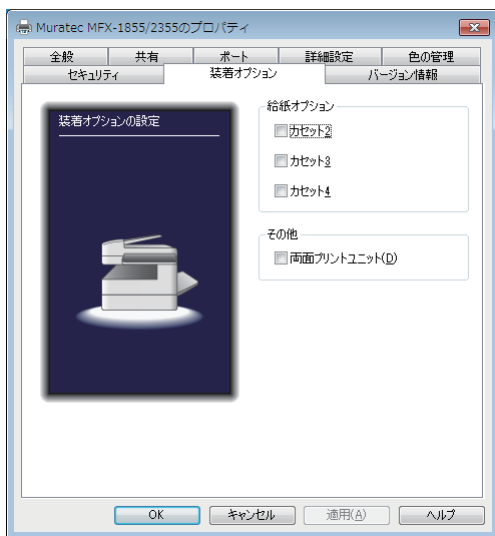 Muratec MFX-1855/2355のプロパティ
全般 共有 ポート 詳細設定 色の管理
セキュリティ 装着オプション バージョン情報
装着オプションの設定
給紙オプション
カセット2
カセット3
カセット4
その他
両面プリントユニット(D)
OK キャンセル 適用(A) ヘルプ